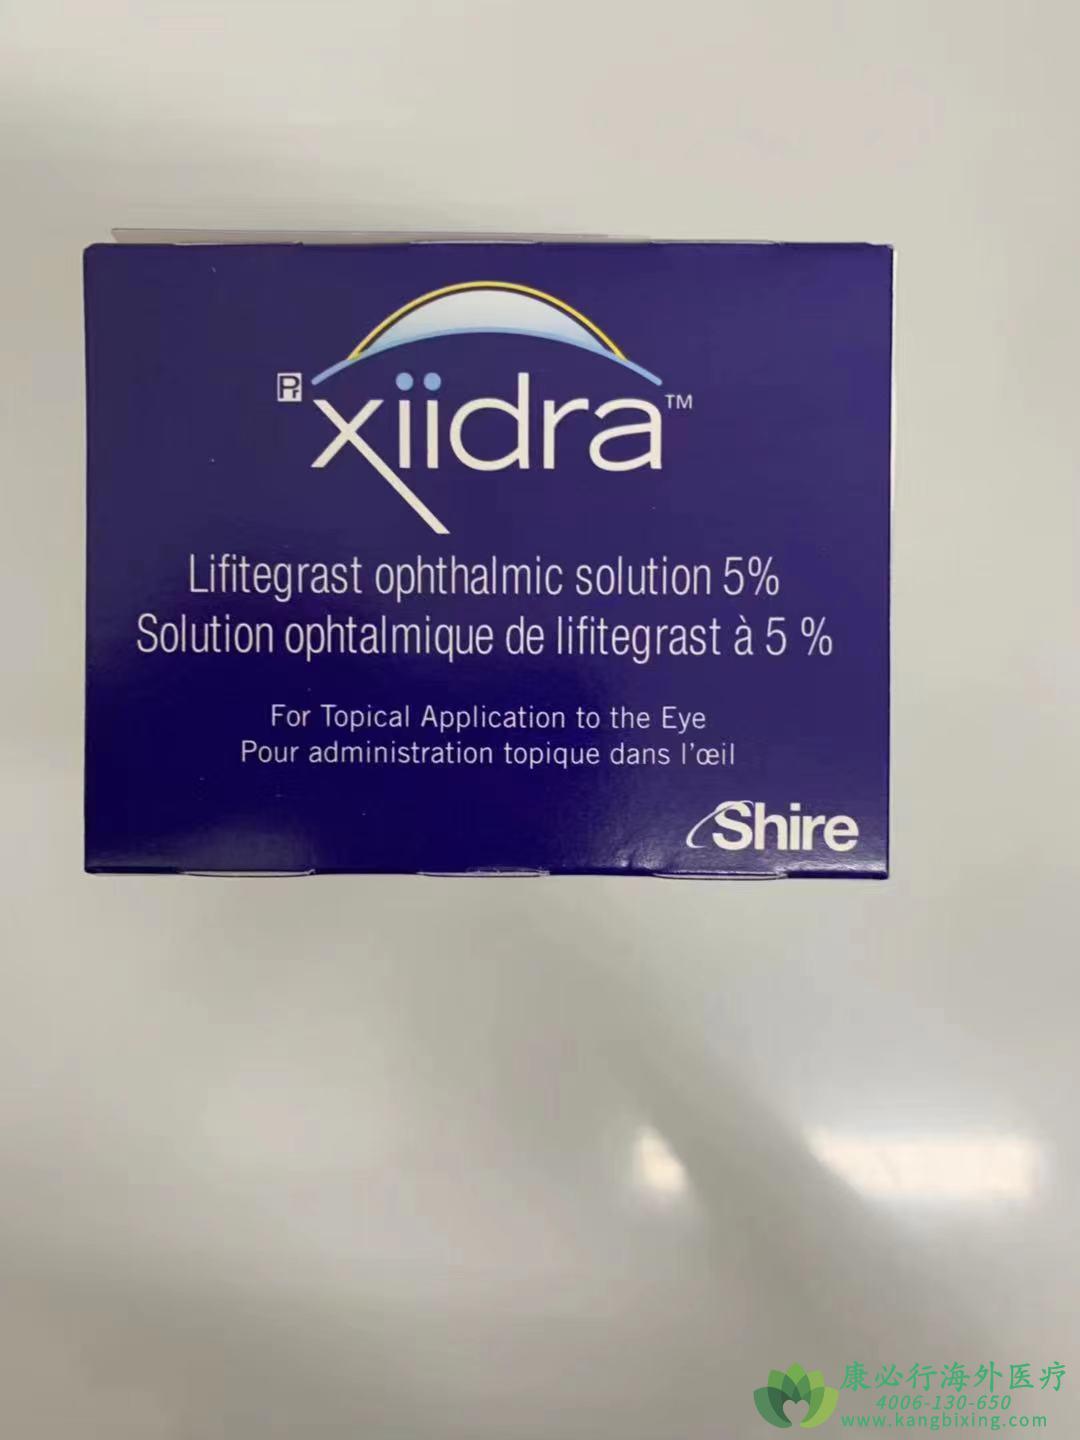 Pr xiidra™
Lifitegrast ophthalmic solution 5%
Solution ophtalmique de lifitegrast à 5 %
For Topical Application to the Eye
Pour administration topique dans l'œil
Shire
康必行海外医疗
4006-130-650
www.kangbixing.com